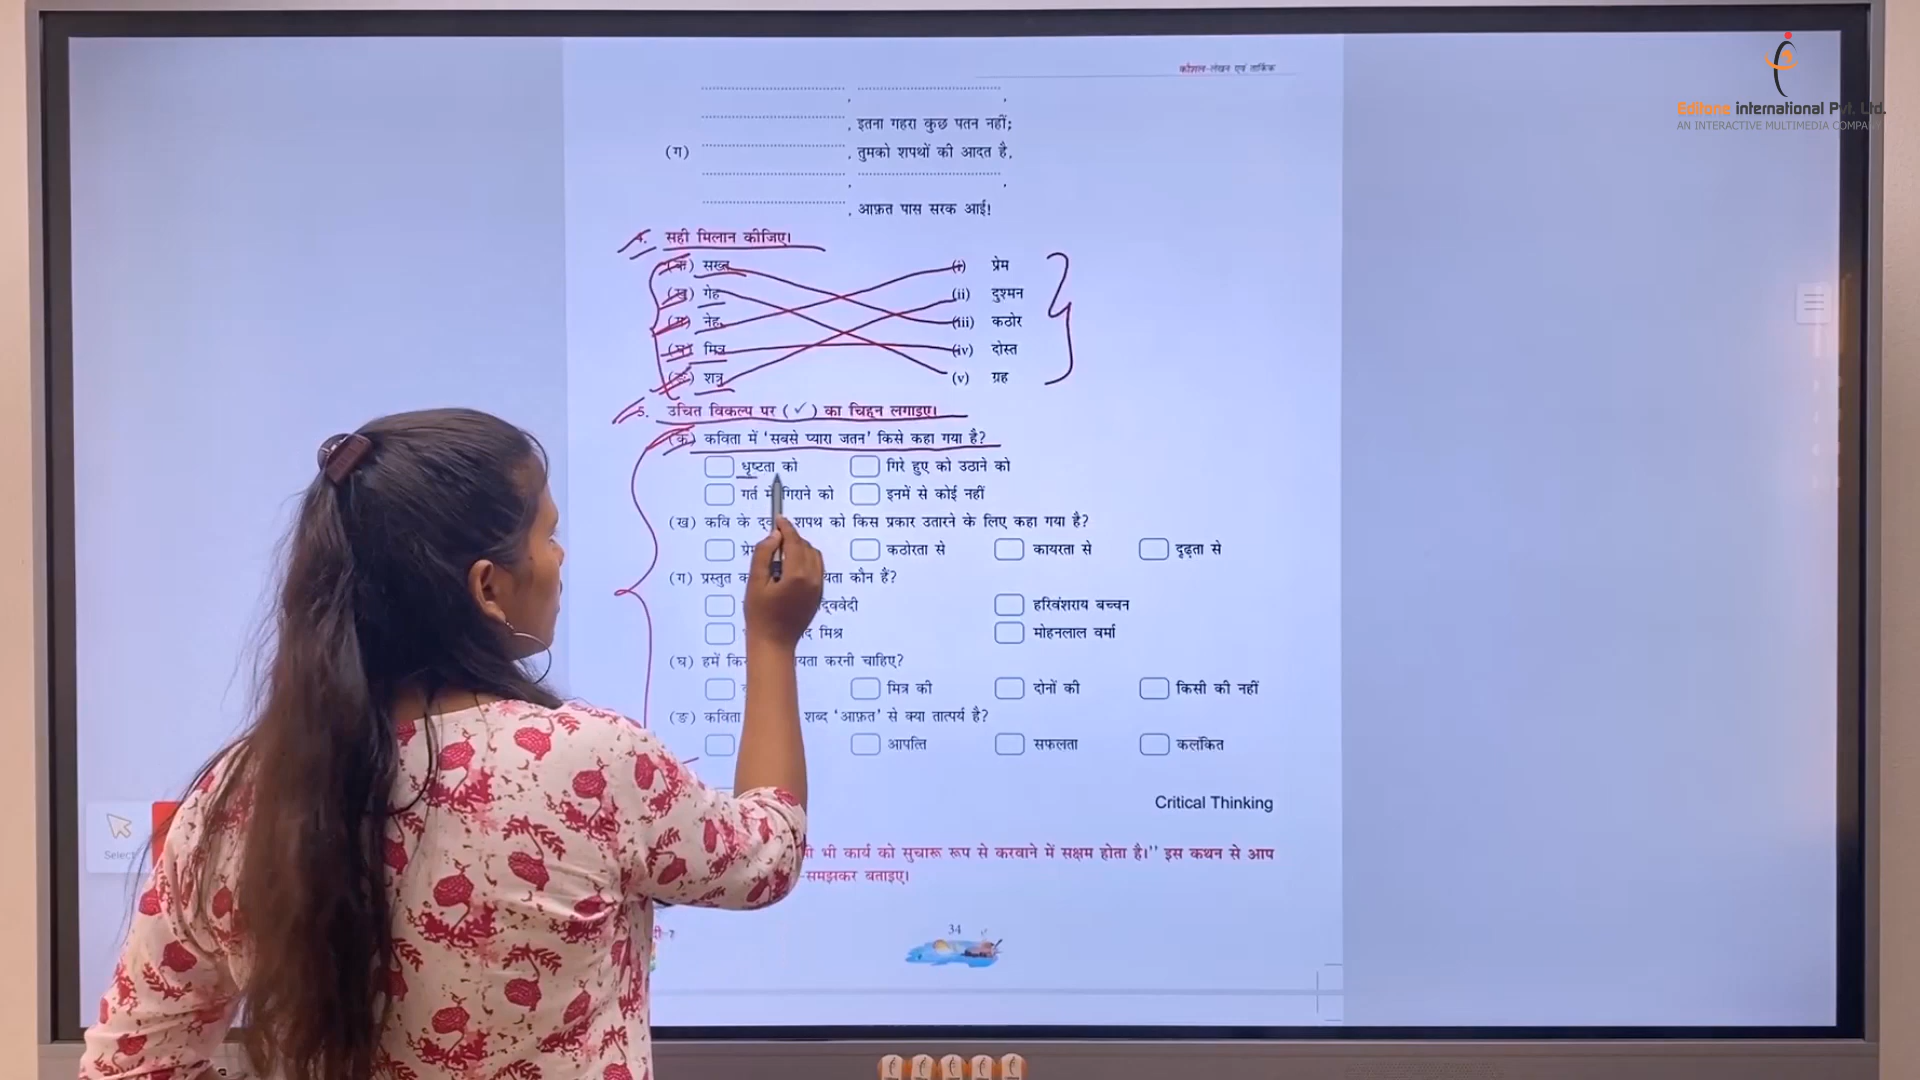 कौशल-लेखन एवं तार्किक
Editone international Pvt. Ltd.
AN INTERACTIVE MULTIMEDIA COMPANY
, इतना गहरा कुछ पतन नहीं;
(ग) , तुमको शपथों की आदत है,
, आफ़त पास सरक आई!
4. सही मिलान कीजिए।
(क) सख्त (i) प्रेम
(ख) गेह (ii) दुश्मन
(ग) नेह (iii) कठोर
(घ) मित्र (iv) दोस्त
(ङ) शत्रु (v) ग्रह
5. उचित विकल्प पर (✓) का चिह्न लगाइए।
(क) कविता में ‘सबसे प्यारा जतन’ किसे कहा गया है?
धृष्टता को गिरे हुए को उठाने को
गर्त में गिराने को इनमें से कोई नहीं
(ख) कवि के शपथ को किस प्रकार उतारने के लिए कहा गया है?
कठोरता से कायरता से दृढ़ता से
(ग) प्रस्तुत कौन हैं?
हरिवंशराय बच्चन
मिश्र मोहनलाल वर्मा
(घ) हमें करनी चाहिए?
मित्र की दोनों की किसी की नहीं
(ङ) कविता शब्द ‘आफ़त’ से क्या तात्पर्य है?
आपत्ति सफलता कलंकित
Select
Critical Thinking
भी कार्य को सुचारू रूप से करवाने में सक्षम होता है।’’ इस कथन से आप
-समझकर बताइए।
34